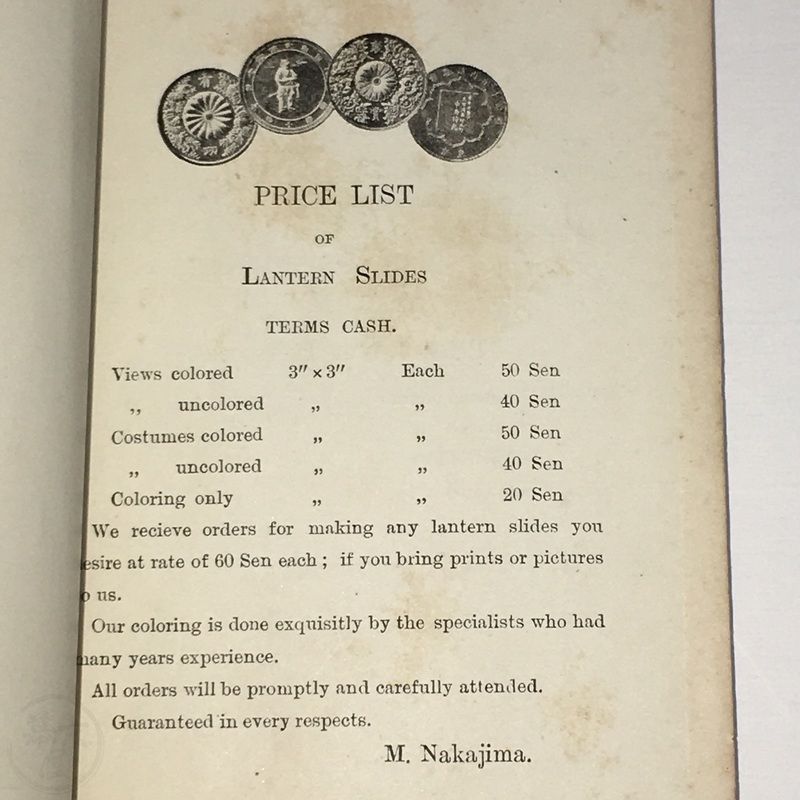 PRICE LIST
OF
LANTERN SLIDES
TERMS CASH.
Views colored 3″ × 3″ Each 50 Sen
„ uncolored „ „ 40 Sen
Costumes colored „ „ 50 Sen
„ uncolored „ „ 40 Sen
Coloring only „ „ 20 Sen
We recieve orders for making any lantern slides you
esire at rate of 60 Sen each ; if you bring prints or pictures
o us.
Our coloring is done exquisitly by the specialists who had
many years experience.
All orders will be promptly and carefully attended.
Guaranteed in every respects.
M. Nakajima.